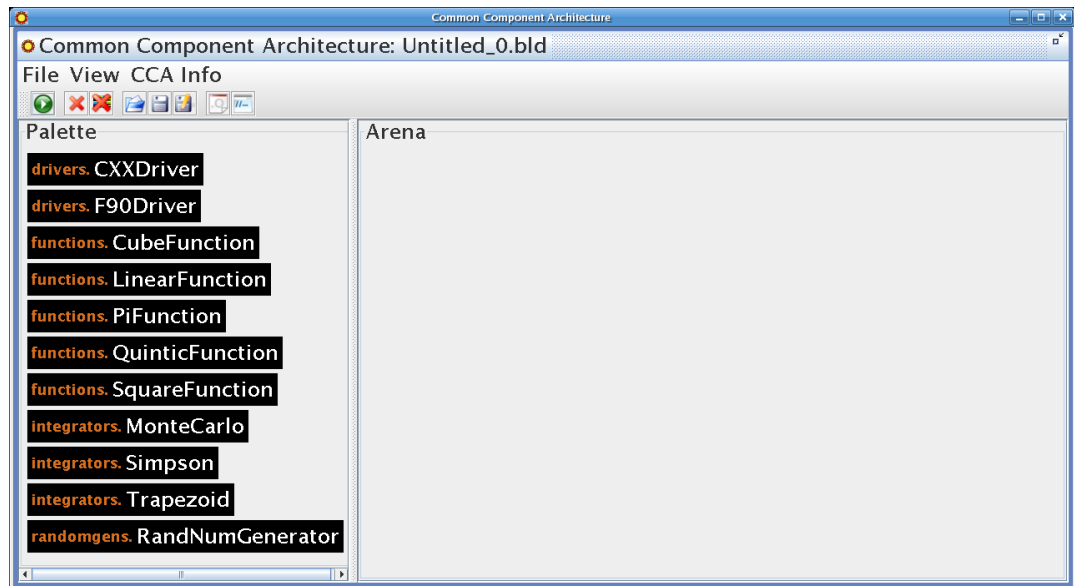 Common Component Architecture
Common Component Architecture: Untitled_0.bld
File View CCA Info
Palette
Arena
drivers. CXXDriver
drivers. F90Driver
functions. CubeFunction
functions. LinearFunction
functions. PiFunction
functions. QuinticFunction
functions. SquareFunction
integrators. MonteCarlo
integrators. Simpson
integrators. Trapezoid
randomgens. RandNumGenerator